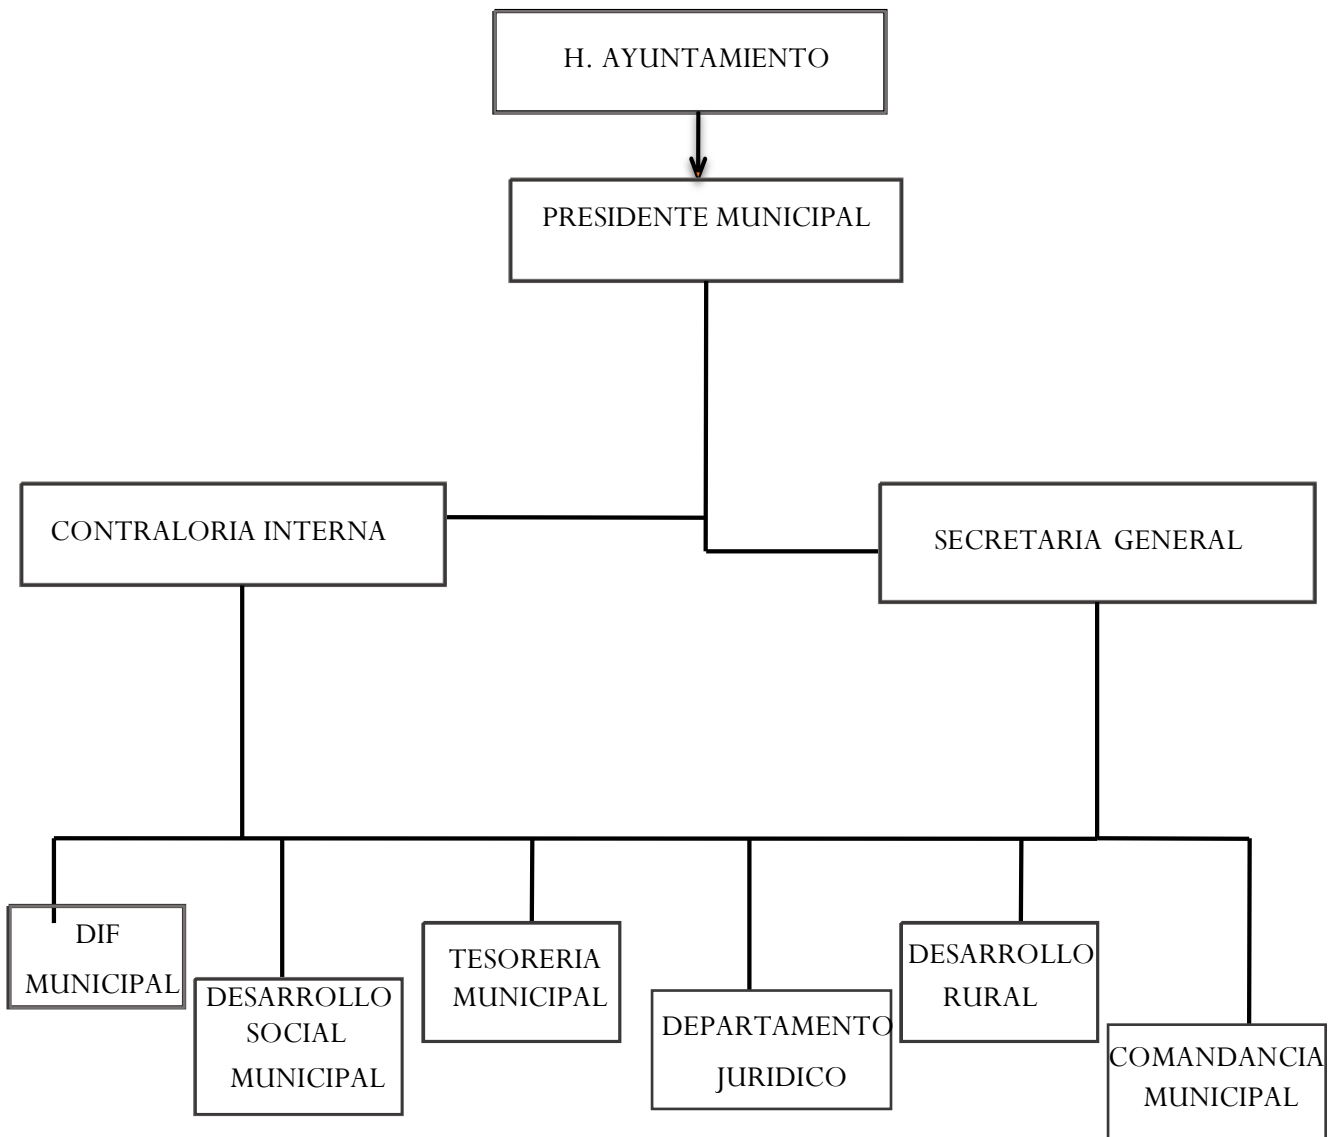 H. AYUNTAMIENTO
PRESIDENTE MUNICIPAL
CONTRALORIA INTERNA
SECRETARIA GENERAL
DIF
MUNICIPAL
DESARROLLO
SOCIAL
MUNICIPAL
TESORERIA
MUNICIPAL
DEPARTAMENTO
JURIDICO
DESARROLLO
RURAL
COMANDANCIA
MUNICIPAL